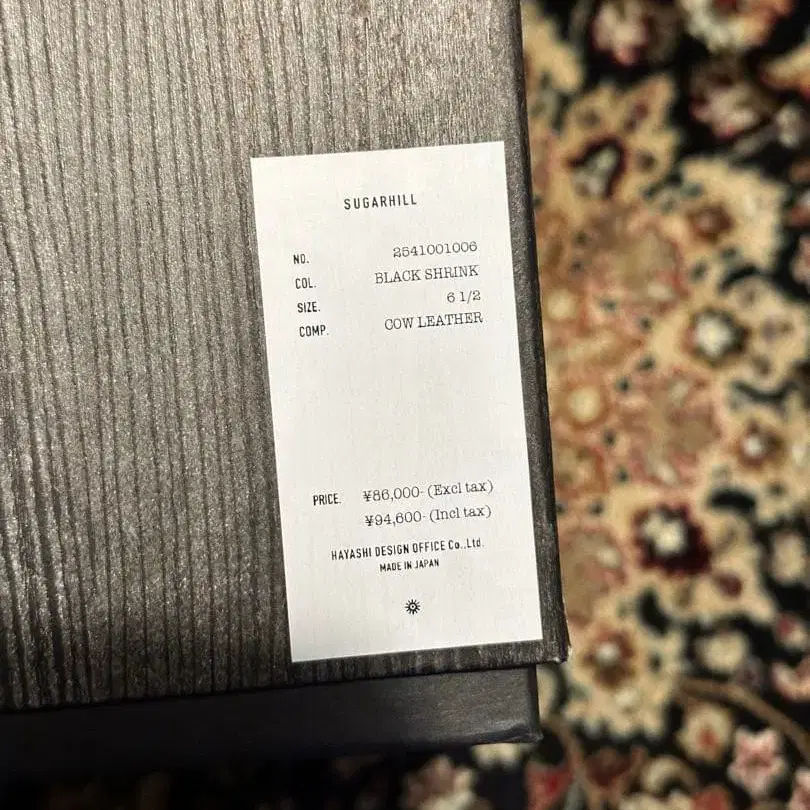 SUGARHILL
NO. 2541001006
COL. BLACK SHRINK
SIZE. 6 1/2
COMP. COW LEATHER
PRICE. ¥86,000- (Excl tax)
¥94,600- (Incl tax)
HAYASHI DESIGN OFFICE Co.,Ltd.
MADE IN JAPAN